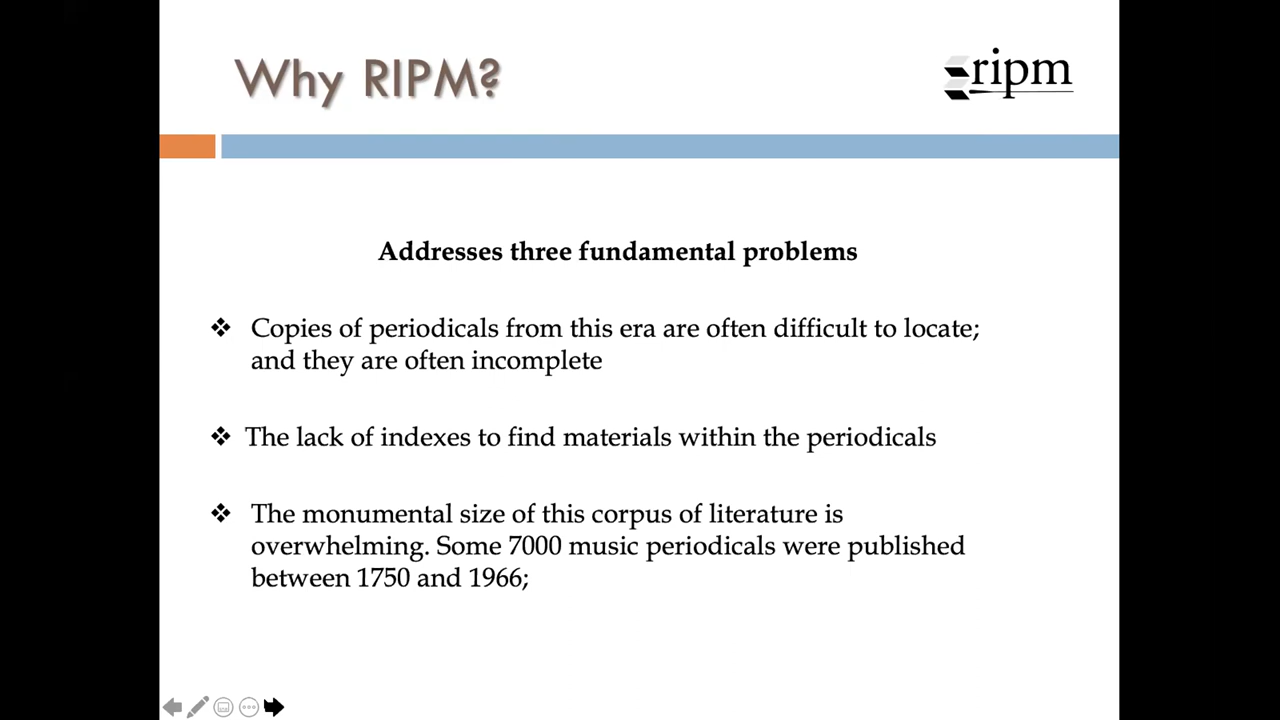 Why RIPM?
ripm
Addresses three fundamental problems
❖ Copies of periodicals from this era are often difficult to locate;
and they are often incomplete
❖ The lack of indexes to find materials within the periodicals
❖ The monumental size of this corpus of literature is
overwhelming. Some 7000 music periodicals were published
between 1750 and 1966;